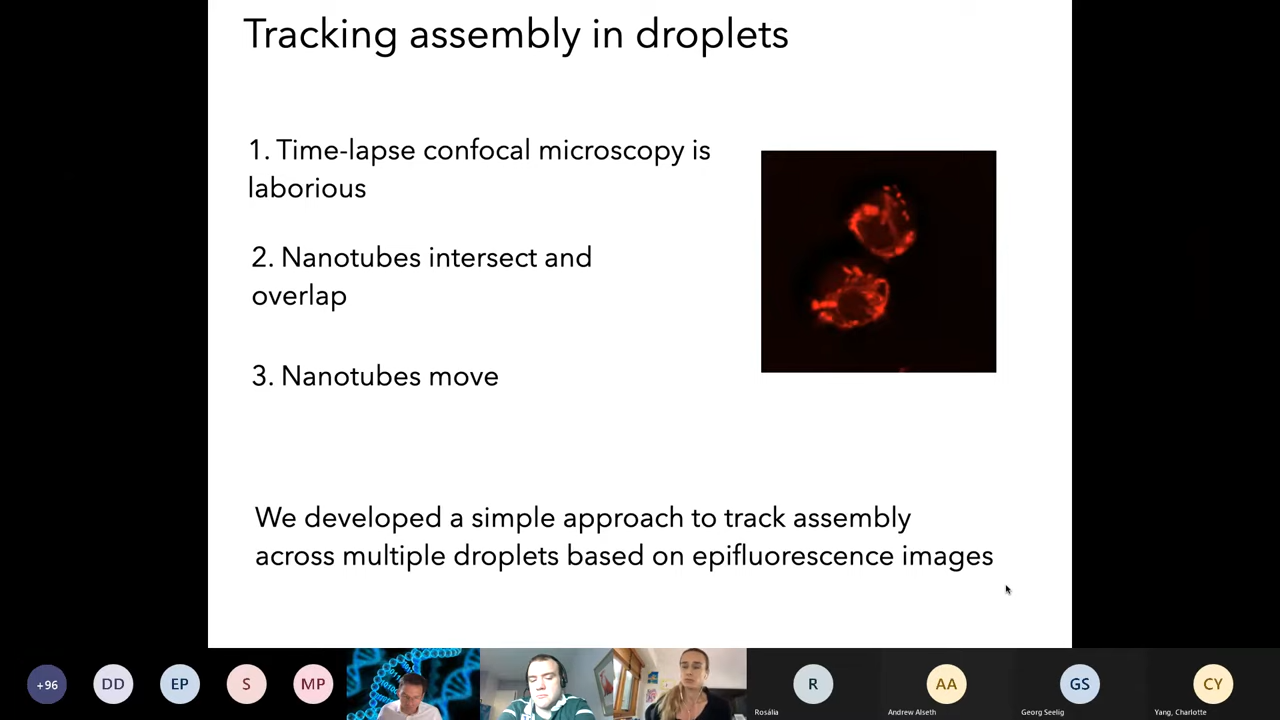 Tracking assembly in droplets
1. Time-lapse confocal microscopy is
laborious
2. Nanotubes intersect and
overlap
3. Nanotubes move
We developed a simple approach to track assembly
across multiple droplets based on epifluorescence images
+96
DD
EP
S
MP
R
AA
GS
CY
Rosália
Andrew Alseth
Georg Seelig
Yang, Charlotte